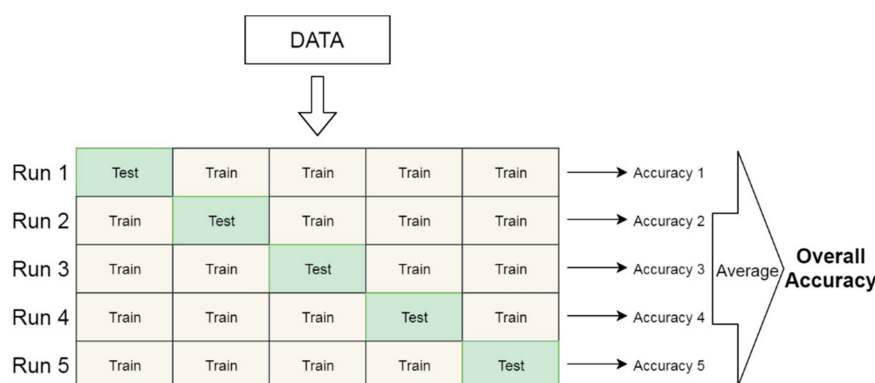 DATA
Run 1 Test Train Train Train Train Accuracy 1
Run 2 Train Test Train Train Train Accuracy 2
Run 3 Train Train Test Train Train Accuracy 3
Run 4 Train Train Train Test Train Accuracy 4
Run 5 Train Train Train Train Test Accuracy 5
Average
Overall
Accuracy